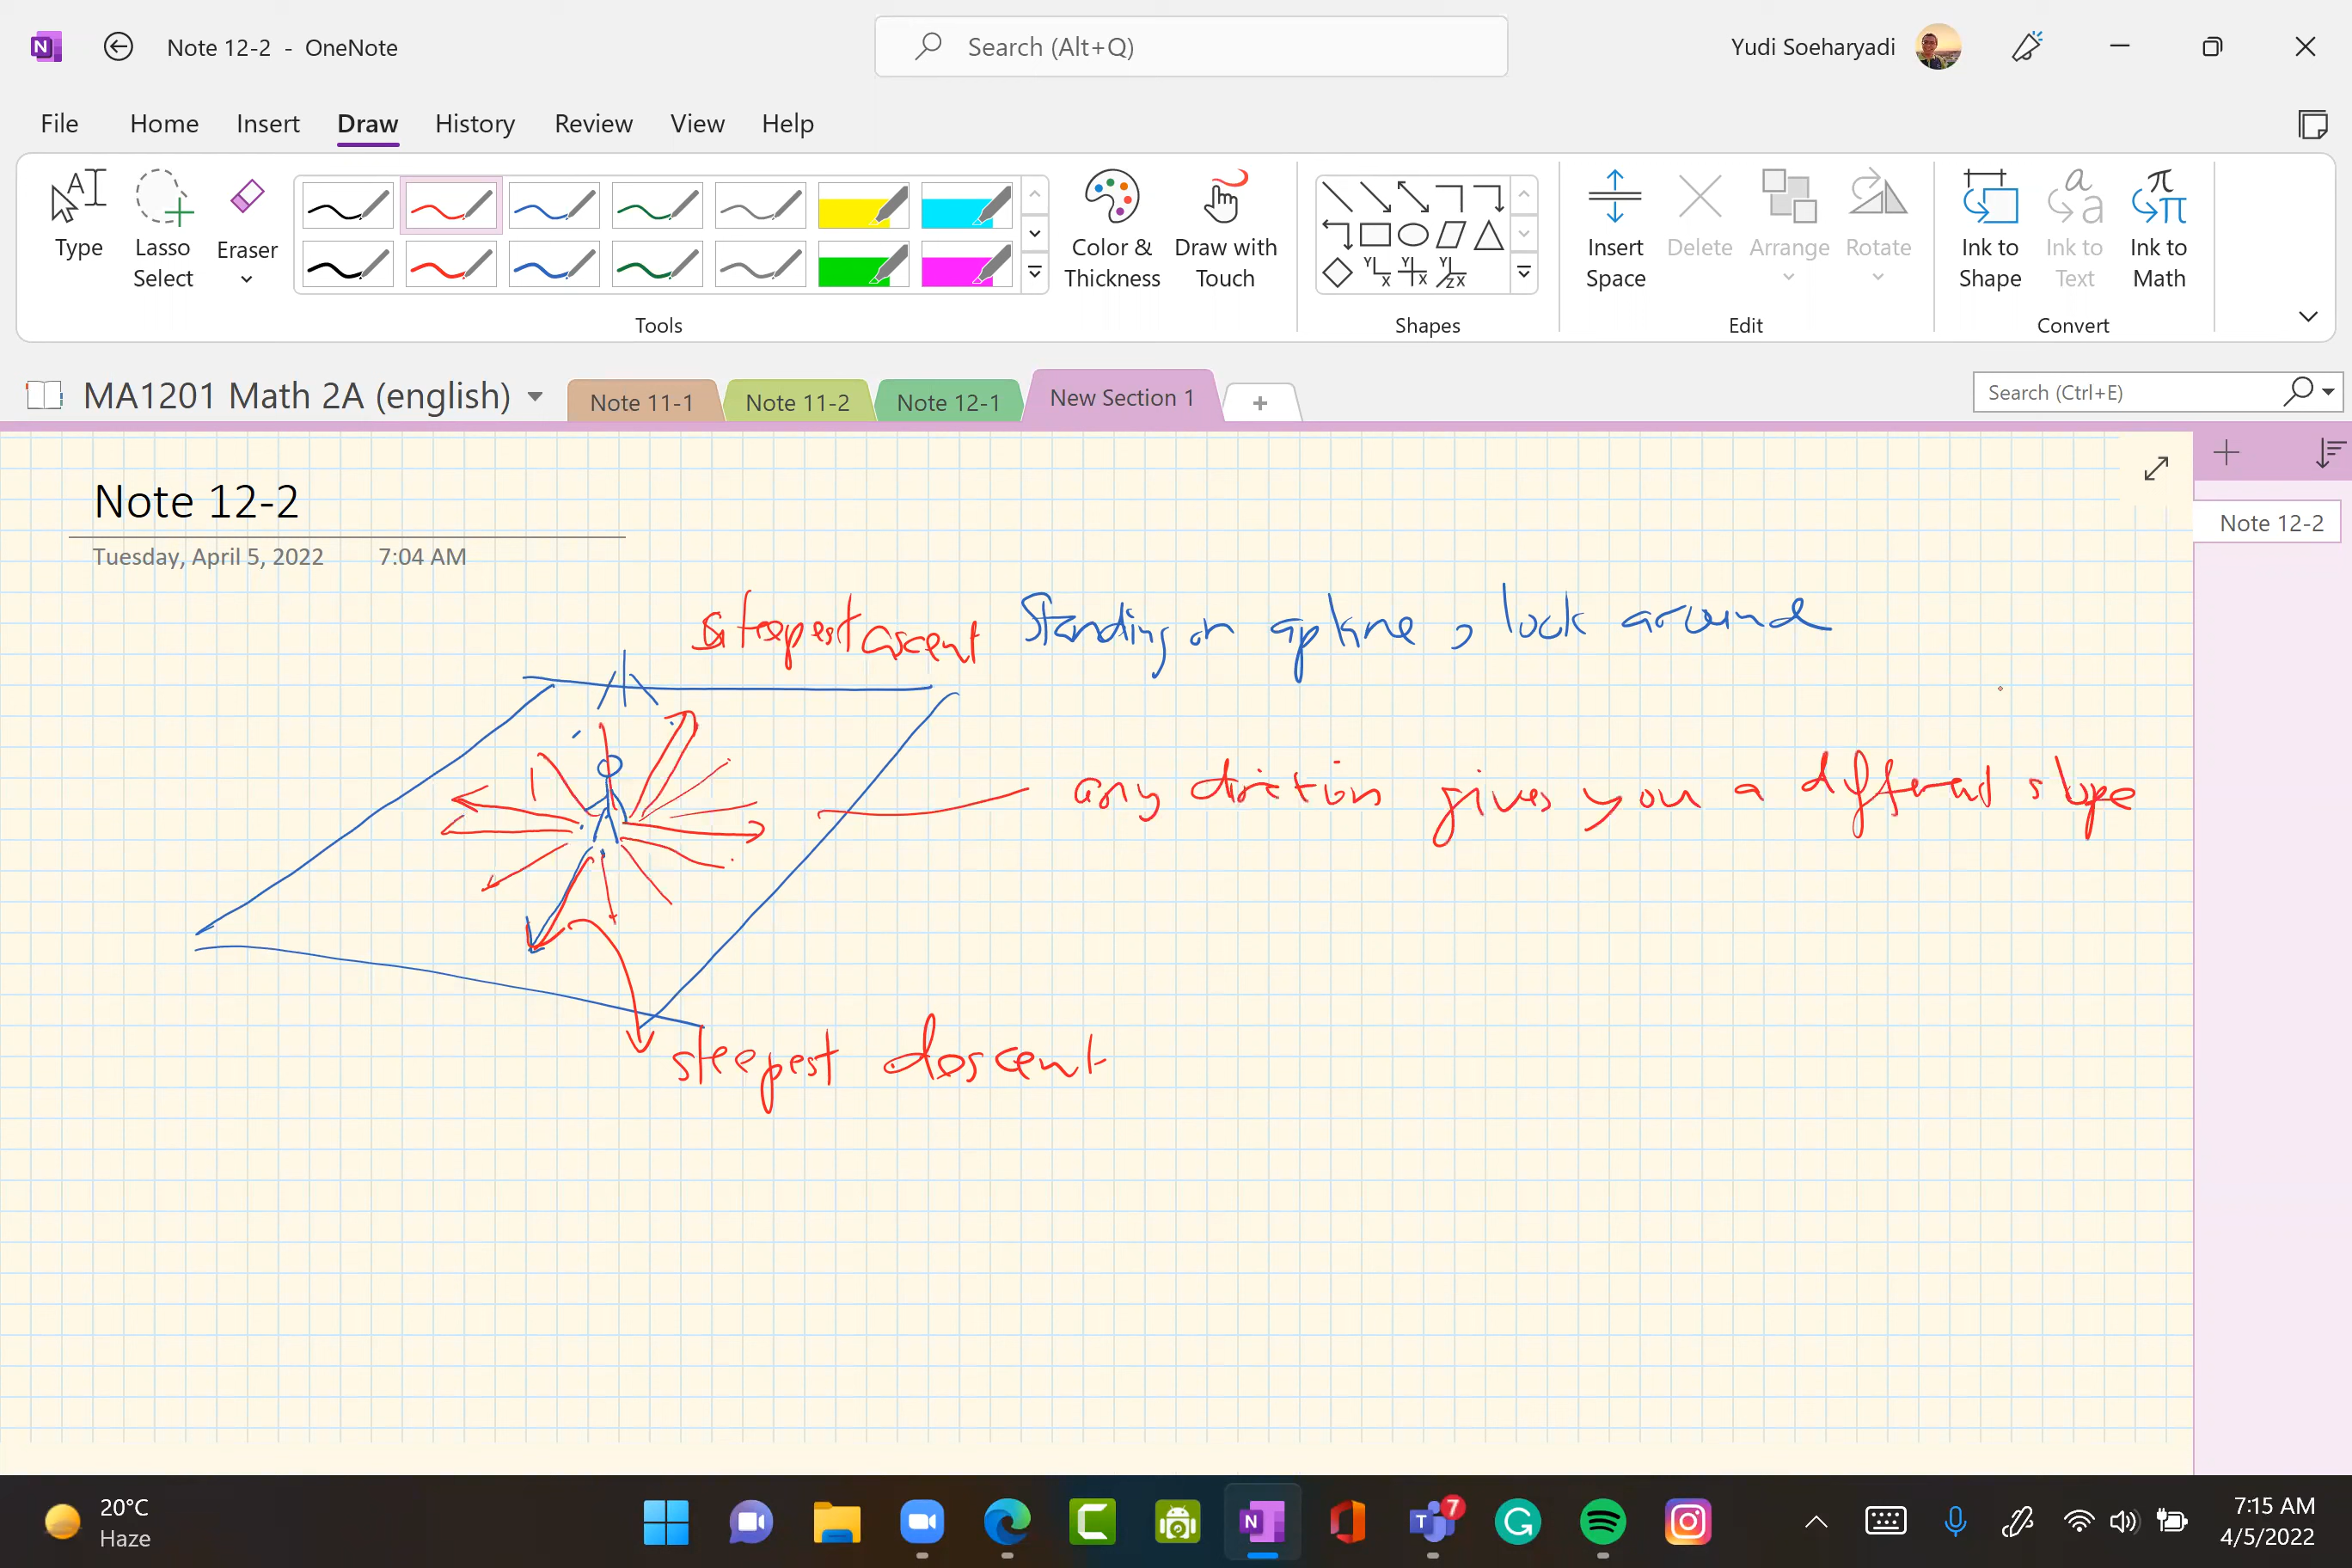 Note 12-2 - OneNote
Search (Alt+Q)
Yudi Soeharyadi
File Home Insert Draw History Review View Help
Type
Lasso Select
Eraser
Color & Thickness
Draw with Touch
Insert Space
Delete
Arrange
Rotate
Ink to Shape
Ink to Text
Ink to Math
Tools
Shapes
Edit
Convert
MA1201 Math 2A (english)
Note 11-1
Note 11-2
Note 12-1
New Section 1
Search (Ctrl+E)
Note 12-2
Note 12-2
Tuesday, April 5, 2022 7:04 AM
steepest ascent
Standing on a plane, look around
any direction gives you a different slope
steepest descent
20°C
Haze
7
7:15 AM
4/5/2022